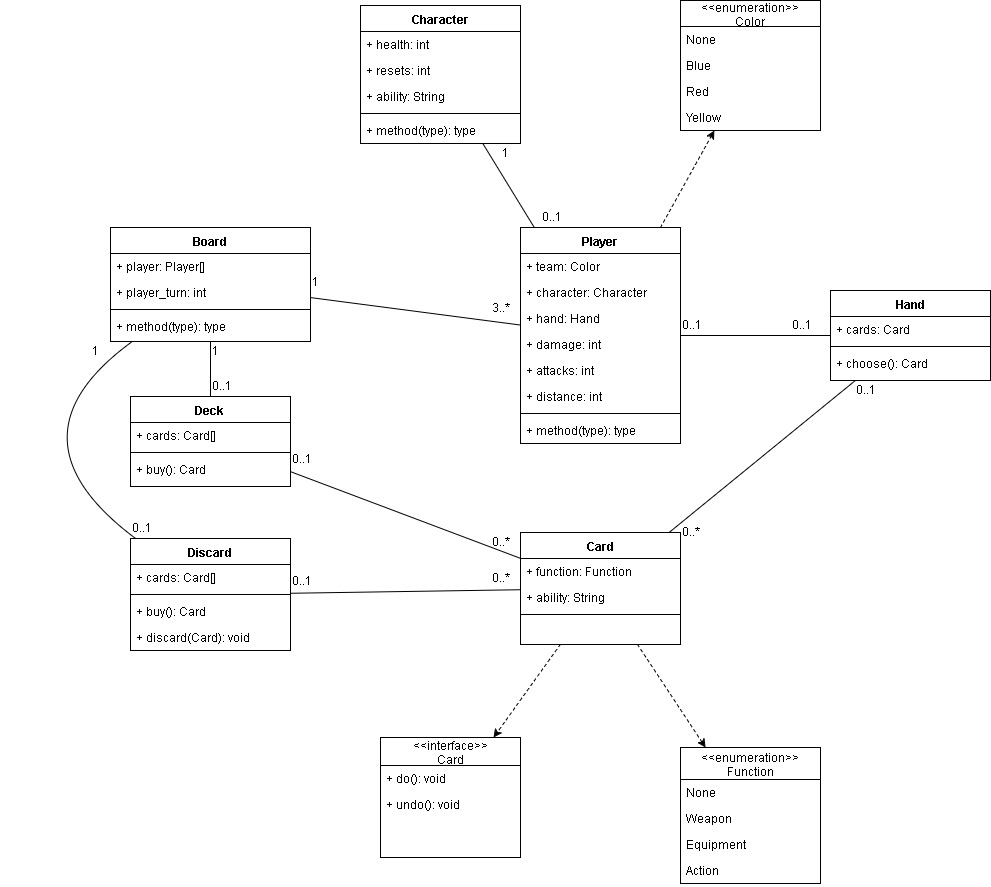 Character
+ health: int
+ resets: int
+ ability: String
+ method(type): type
<<enumeration>>
Color
None
Blue
Red
Yellow
1
0..1
Board
+ player: Player[]
+ player_turn: int
+ method(type): type
1
3..*
Player
+ team: Color
+ character: Character
+ hand: Hand
+ damage: int
+ attacks: int
+ distance: int
+ method(type): type
0..1
0..1
Hand
+ cards: Card
+ choose(): Card
0..1
1
1
0..1
Deck
+ cards: Card[]
+ buy(): Card
0..1
0..*
0..1
Discard
+ cards: Card[]
+ buy(): Card
+ discard(Card): void
0..1
0..*
0..*
Card
+ function: Function
+ ability: String
<<interface>>
Card
+ do(): void
+ undo(): void
<<enumeration>>
Function
None
Weapon
Equipment
Action